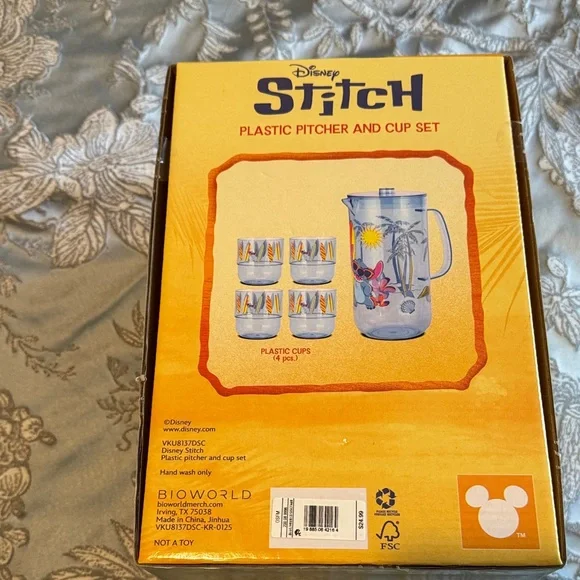 Disney
Stitch
PLASTIC PITCHER AND CUP SET
PLASTIC CUPS
(4 pcs.)
©Disney
www.disney.com
VKU8137DSC
Disney Stitch
Plastic pitcher and cup set
Hand wash only
BIOWORLD
bioworldmerch.com
Irving, TX 75038
Made in China, Jinhua
VKU8137DSC-KR-0125
NOT A TOY
$24.99
FSC
TM